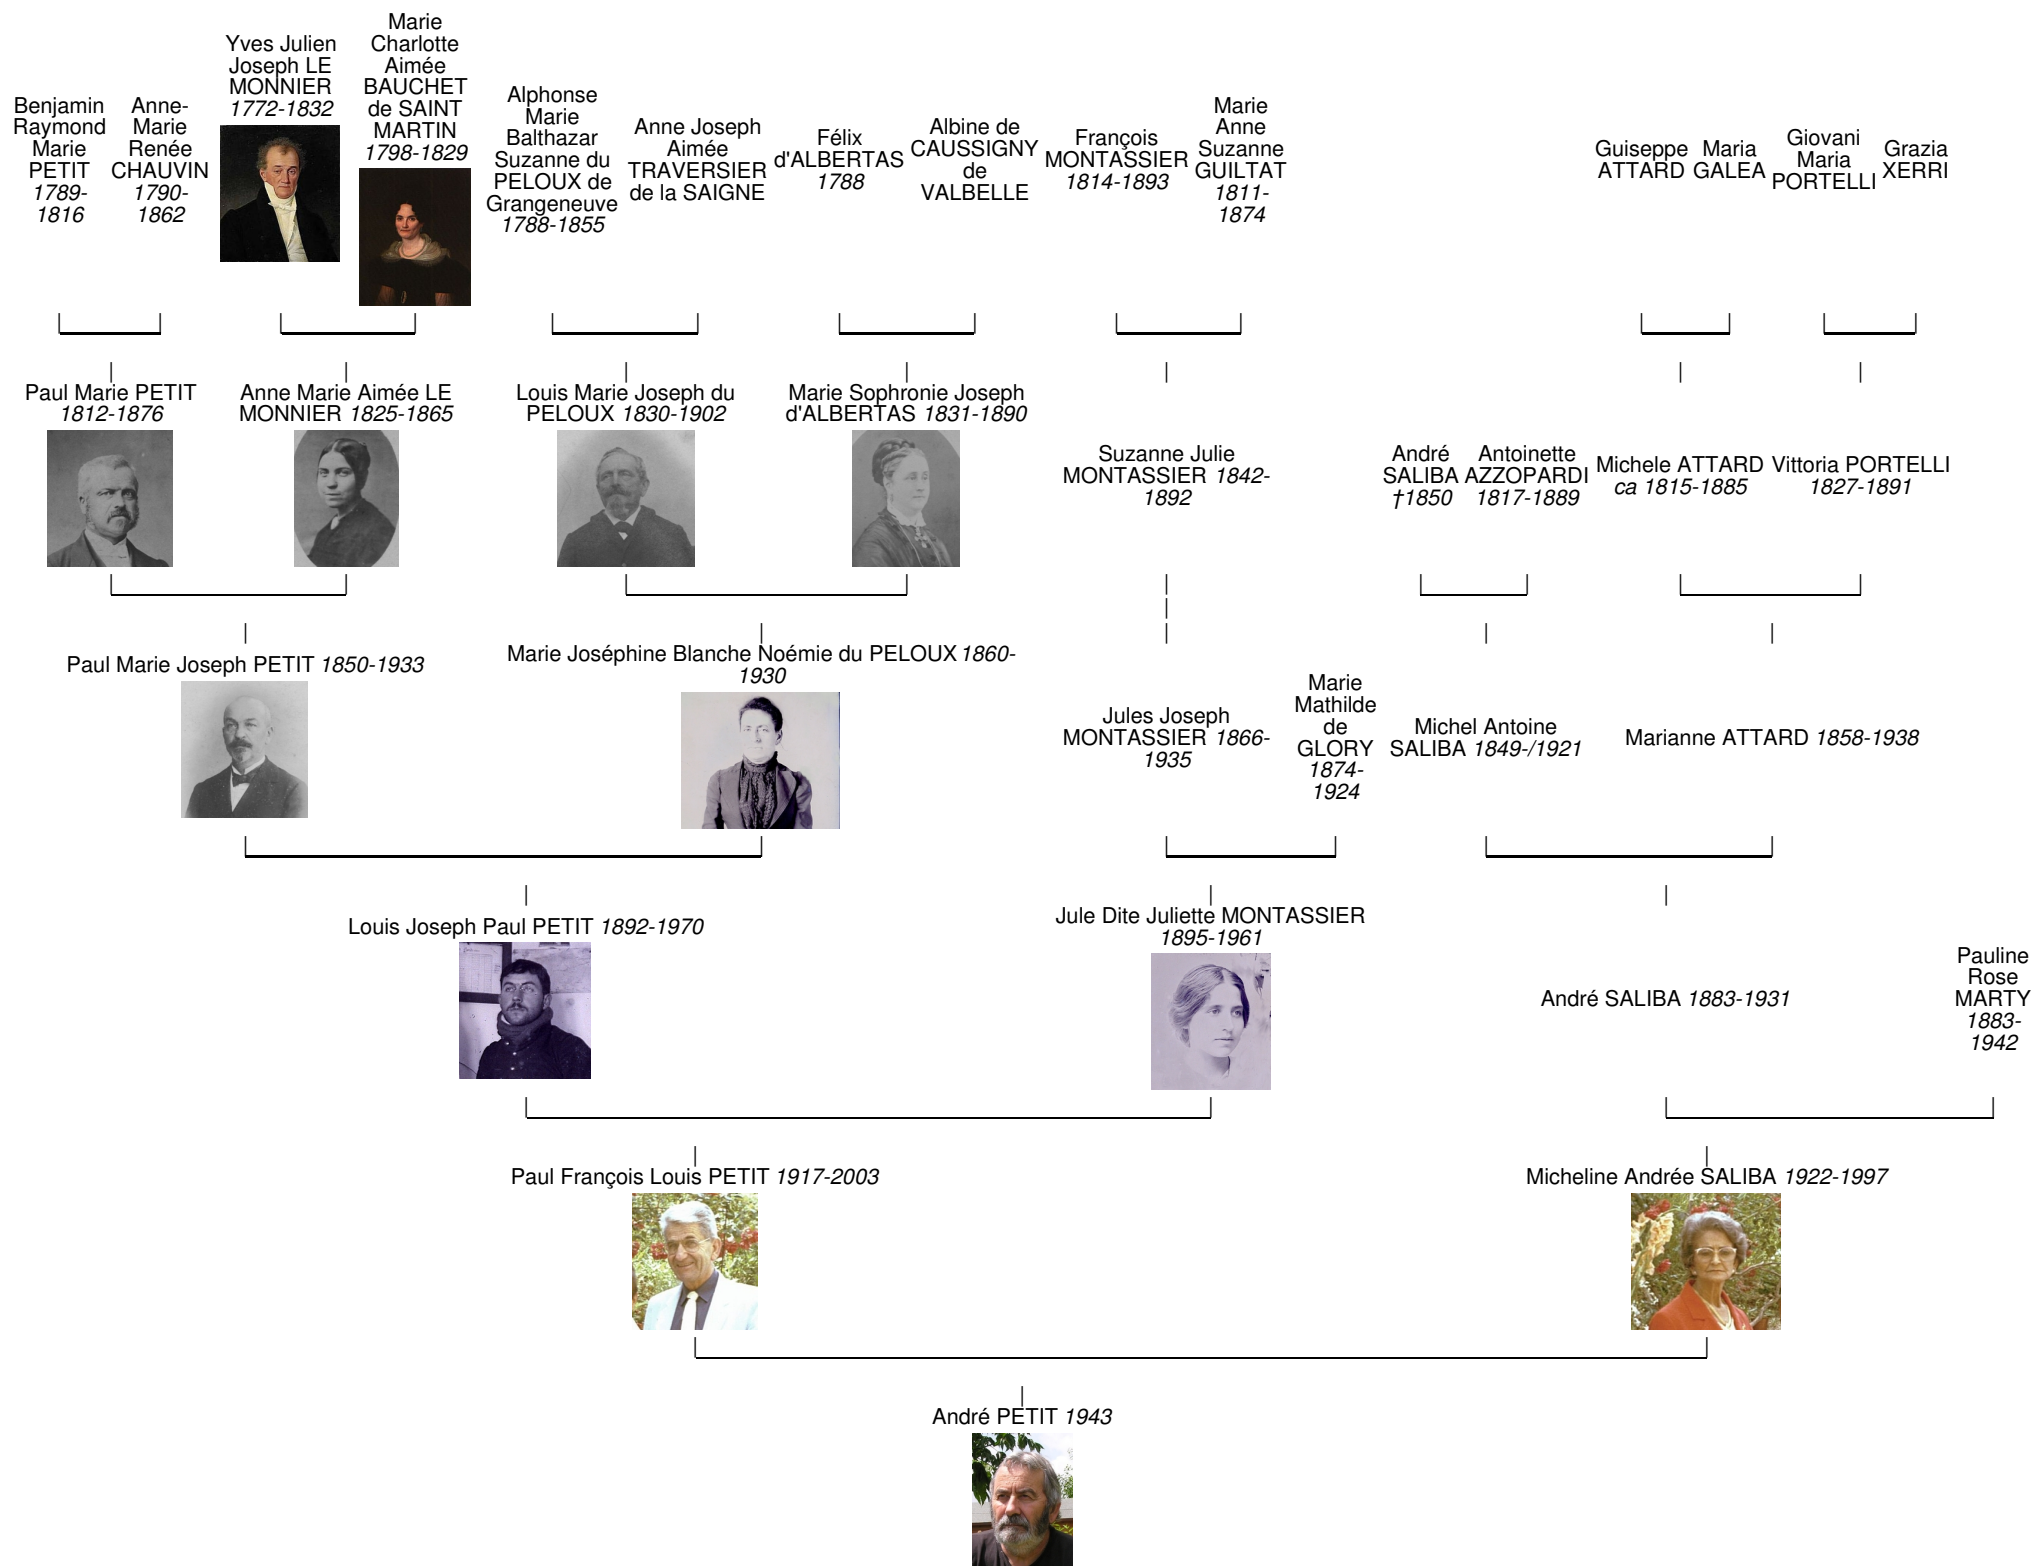 Benjamin
Raymond
Marie
PETIT
1789-
1816
Anne-
Marie
Renée
CHAUVIN
1790-
1862
Yves Julien
Joseph LE
MONNIER
1772-1832
Marie
Charlotte
Aimée
BAUCHET
de SAINT
MARTIN
1798-1829
Alphonse
Marie
Balthazar
Suzanne du
PELOUX de
Grangeneuve
1788-1855
Anne Joseph
Aimée
TRAVERSIER
de la SAIGNE
Félix
d'ALBERTAS
1788
Albine de
CAUSSIGNY
de
VALBELLE
François
MONTASSIER
1814-1893
Marie
Anne
Suzanne
GUILTAT
1811-
1874
Guiseppe
ATTARD
Maria
GALEA
Giovani
Maria
PORTELLI
Grazia
XERRI
Paul Marie PETIT
1812-1876
Anne Marie Aimée LE
MONNIER 1825-1865
Louis Marie Joseph du
PELOUX 1830-1902
Marie Sophronie Joseph
d'ALBERTAS 1831-1890
Suzanne Julie
MONTASSIER 1842-
1892
André
SALIBA
†1850
Antoinette
AZZOPARDI
1817-1889
Michele ATTARD
ca 1815-1885
Vittoria PORTELLI
1827-1891
Paul Marie Joseph PETIT 1850-1933
Marie Joséphine Blanche Noémie du PELOUX 1860-
1930
Jules Joseph
MONTASSIER 1866-
1935
Marie
Mathilde
de
GLORY
1874-
1924
Michel Antoine
SALIBA 1849-/1921
Marianne ATTARD 1858-1938
Louis Joseph Paul PETIT 1892-1970
Jule Dite Juliette MONTASSIER
1895-1961
André SALIBA 1883-1931
Pauline
Rose
MARTY
1883-
1942
Paul François Louis PETIT 1917-2003
Micheline Andrée SALIBA 1922-1997
André PETIT 1943